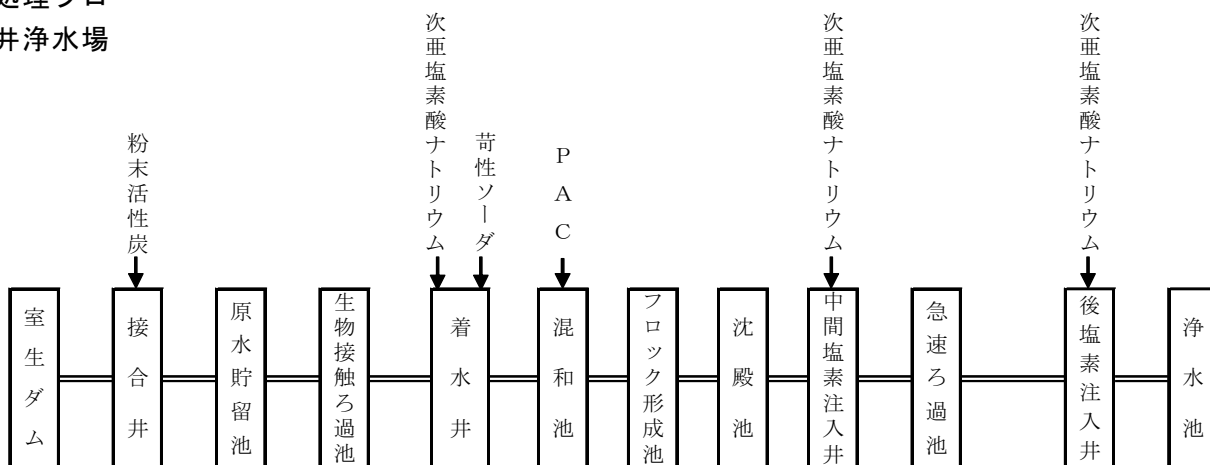 処理フロ
井浄水場
次亜塩素酸ナトリウム
次亜塩素酸ナトリウム
次亜塩素酸ナトリウム
粉末活性炭
苛性ソーダ
PAC
室生ダム
接合井
原水貯留池
生物接触ろ過池
着水井
混和池
フロック形成池
沈殿池
中間塩素注入井
急速ろ過池
後塩素注入井
浄水池